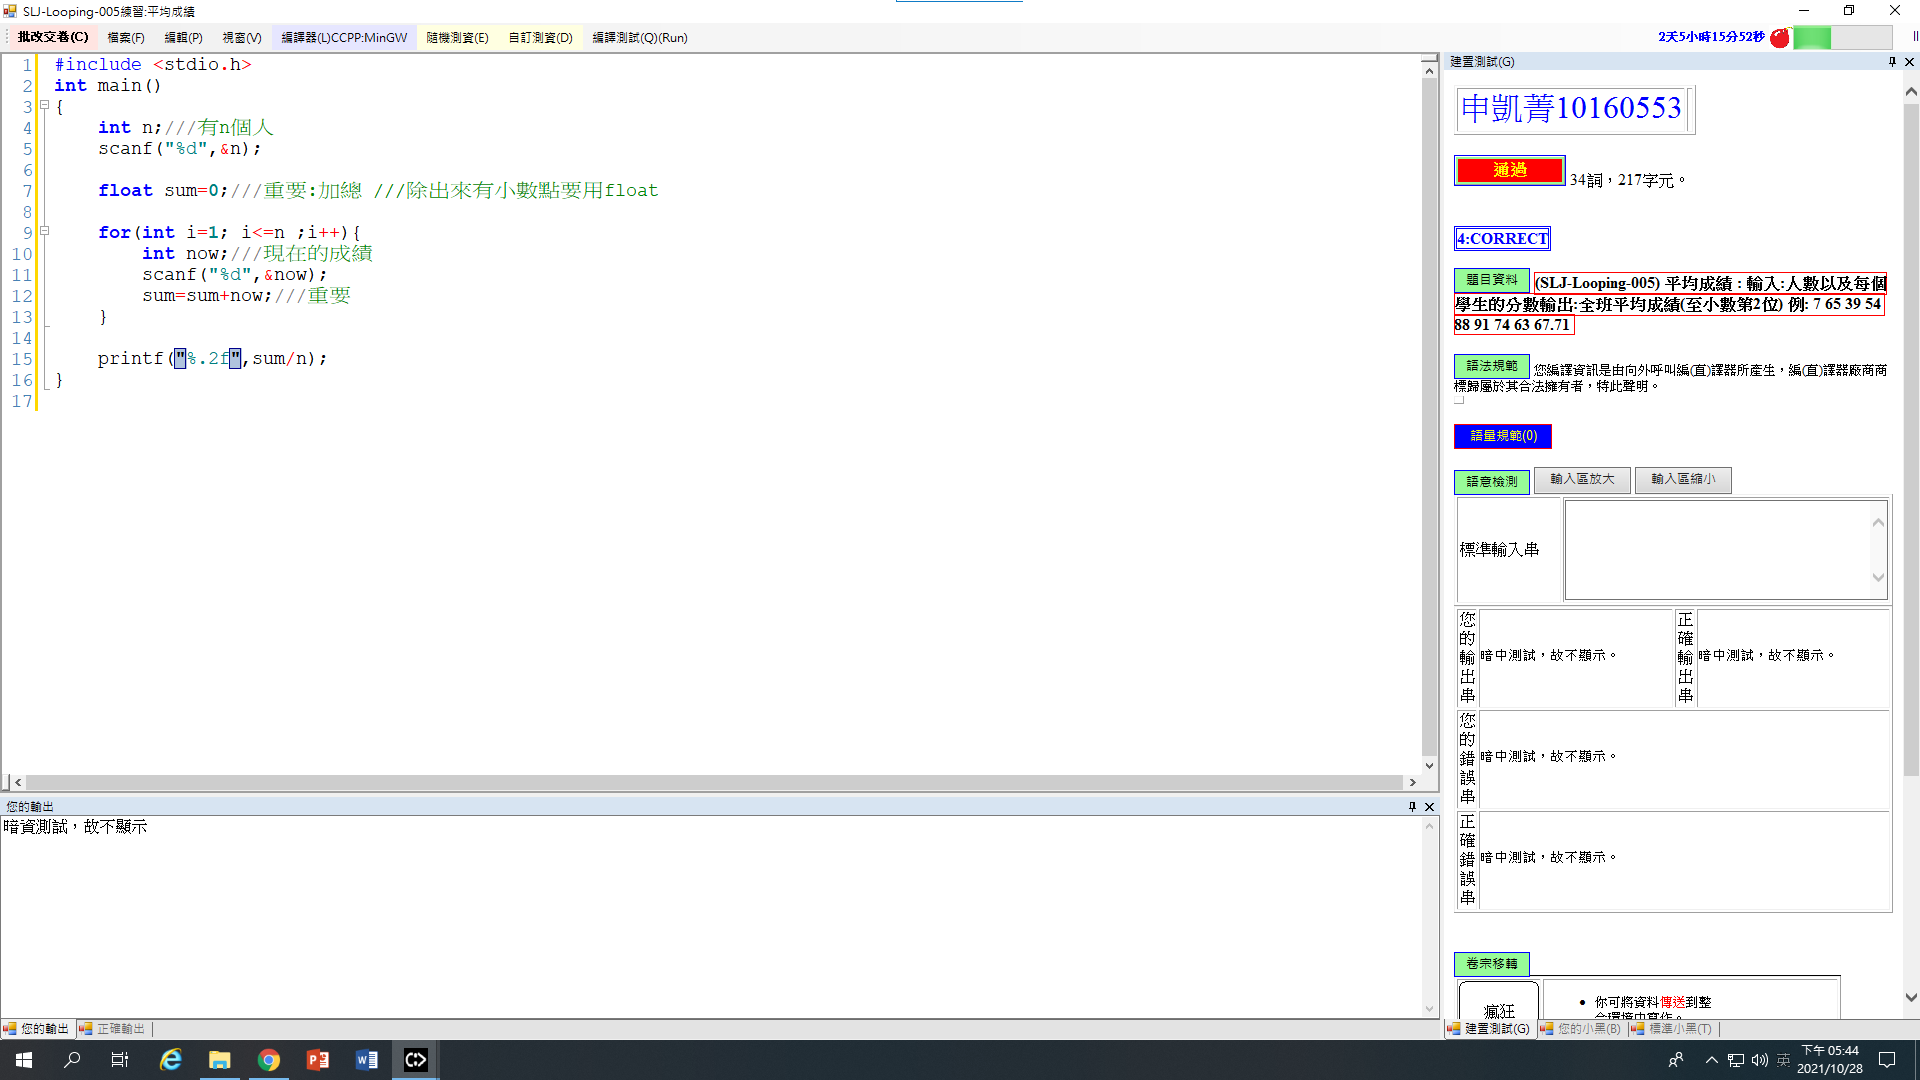 SLJ-Looping-005練習:平均成績
批改交卷(C) 檔案(F) 編輯(P) 視窗(V) 編譯器(L)CCPP:MinGW 隨機測資(E) 自訂測資(D) 編譯測試(Q)(Run)
2天5小時15分52秒
1 #include <stdio.h>
2 int main()
3 {
4 int n;///有n個人
5 scanf("%d",&n);
6
7 float sum=0;///重要:加總 ///除出來有小數點要用float
8
9 for(int i=1; i<=n ;i++){
10 int now;///現在的成績
11 scanf("%d",&now);
12 sum=sum+now;///重要
13 }
14
15 printf("%.2f",sum/n);
16 }
17
您的輸出
暗資測試，故不顯示
您的輸出 正確輸出
建置測試(G)
申凱菁10160553
通過 34詞，217字元。
4:CORRECT
題目資料 (SLJ-Looping-005) 平均成績 : 輸入:人數以及每個
學生的分數輸出:全班平均成績(至小數第2位) 例: 7 65 39 54
88 91 74 63 67.71
語法規範 您編譯資訊是由向外呼叫編(直)譯器所產生，編(直)譯器廠商商
標歸屬於其合法擁有者，特此聲明。
語量規範(0)
語意檢測 輸入區放大 輸入區縮小
標準輸入串
您的輸出串 暗中測試，故不顯示。 正確輸出串 暗中測試，故不顯示。
您的錯誤串 暗中測試，故不顯示。
正確錯誤串 暗中測試，故不顯示。
卷宗移轉
瘋狂
你可將資料傳送到整
合環境中寫作。
建置測試(G) 您的小黑(B) 標準小黑(T)
英
下午 05:44
2021/10/28